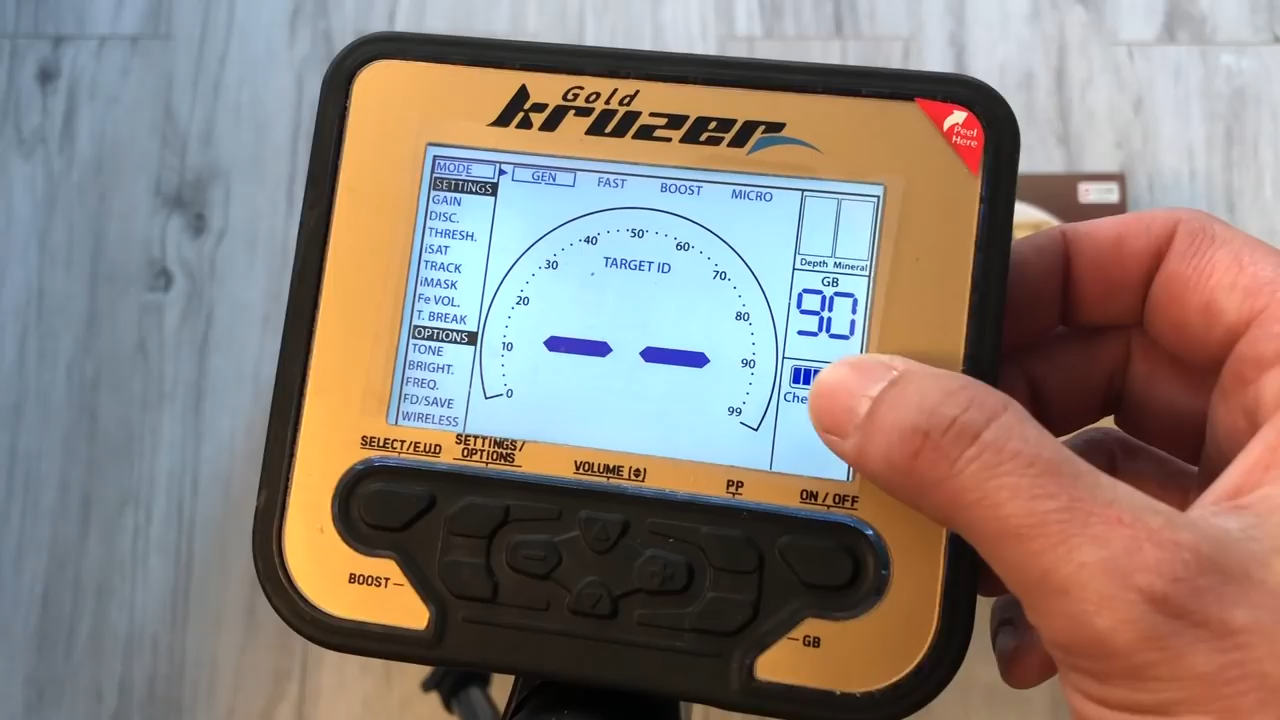 Gold
kruzer
Peel
Here
MODE
GEN
FAST
BOOST
MICRO
SETTINGS
GAIN
DISC.
THRESH.
iSAT
TRACK
iMASK
Fe VOL.
T. BREAK
OPTIONS
TONE
BRIGHT.
FREQ.
FD/SAVE
WIRELESS
TARGET ID
0
10
20
30
40
50
60
70
80
90
99
Depth Mineral
GB
90
SELECT/E.U.D
SETTINGS/
OPTIONS
VOLUME
PP
ON / OFF
BOOST
GB